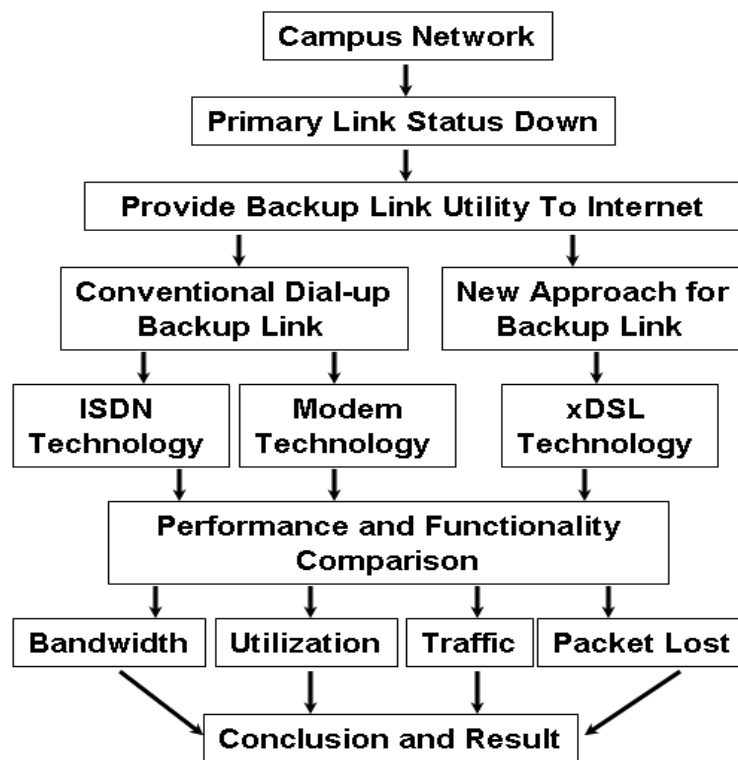 Campus Network
Primary Link Status Down
Provide Backup Link Utility To Internet
Conventional Dial-up
Backup Link
New Approach for
Backup Link
ISDN
Technology
Modem
Technology
xDSL
Technology
Performance and Functionality
Comparison
Bandwidth
Utilization
Traffic
Packet Lost
Conclusion and Result